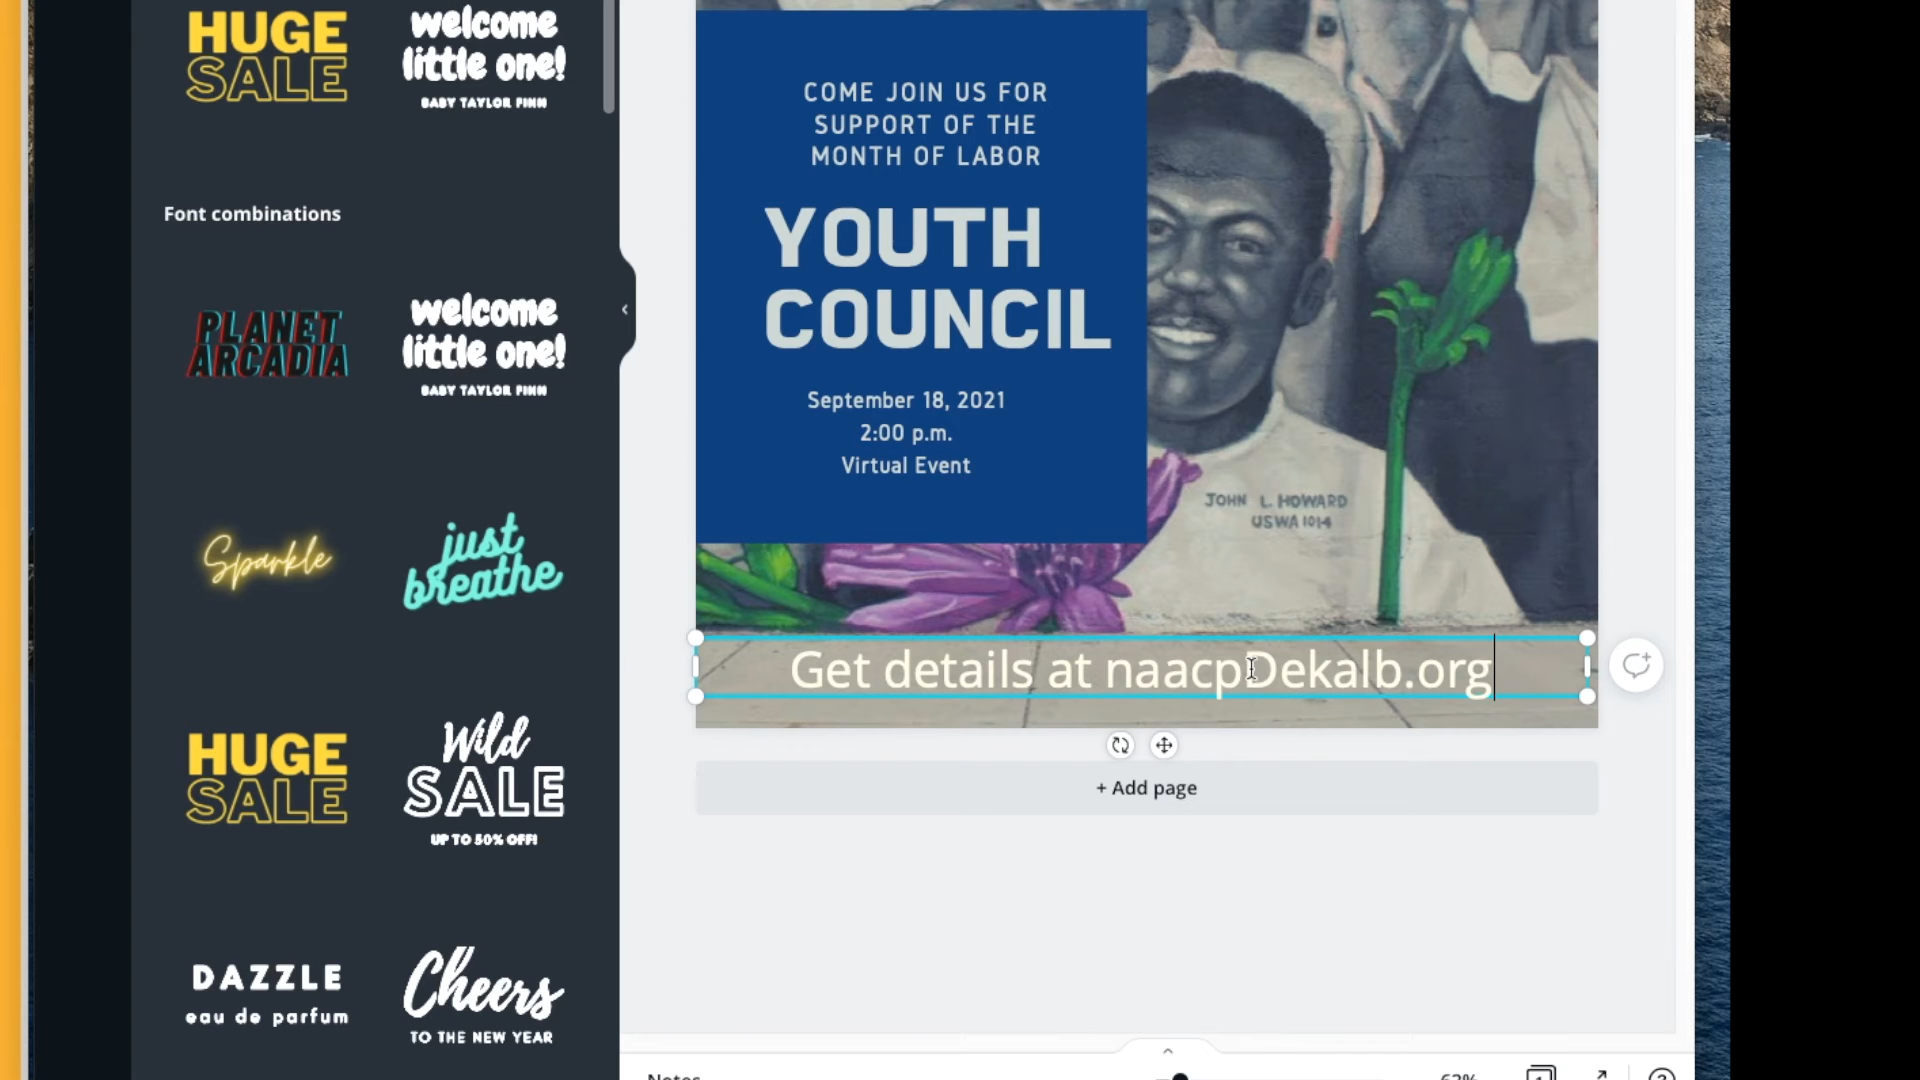 HUGE
SALE
welcome
little one!
BABY TAYLOR FINN
Font combinations
PLANET
ARCADIA
welcome
little one!
BABY TAYLOR FINN
Sparkle
just
breathe
HUGE
SALE
Wild
SALE
UP TO 50% OFF!
DAZZLE
eau de parfum
Cheers
TO THE NEW YEAR
COME JOIN US FOR
SUPPORT OF THE
MONTH OF LABOR
YOUTH
COUNCIL
September 18, 2021
2:00 p.m.
Virtual Event
JOHN L. HOWARD
USWA 1014
Get details at naacpDekalb.org
+ Add page
Notes
63%